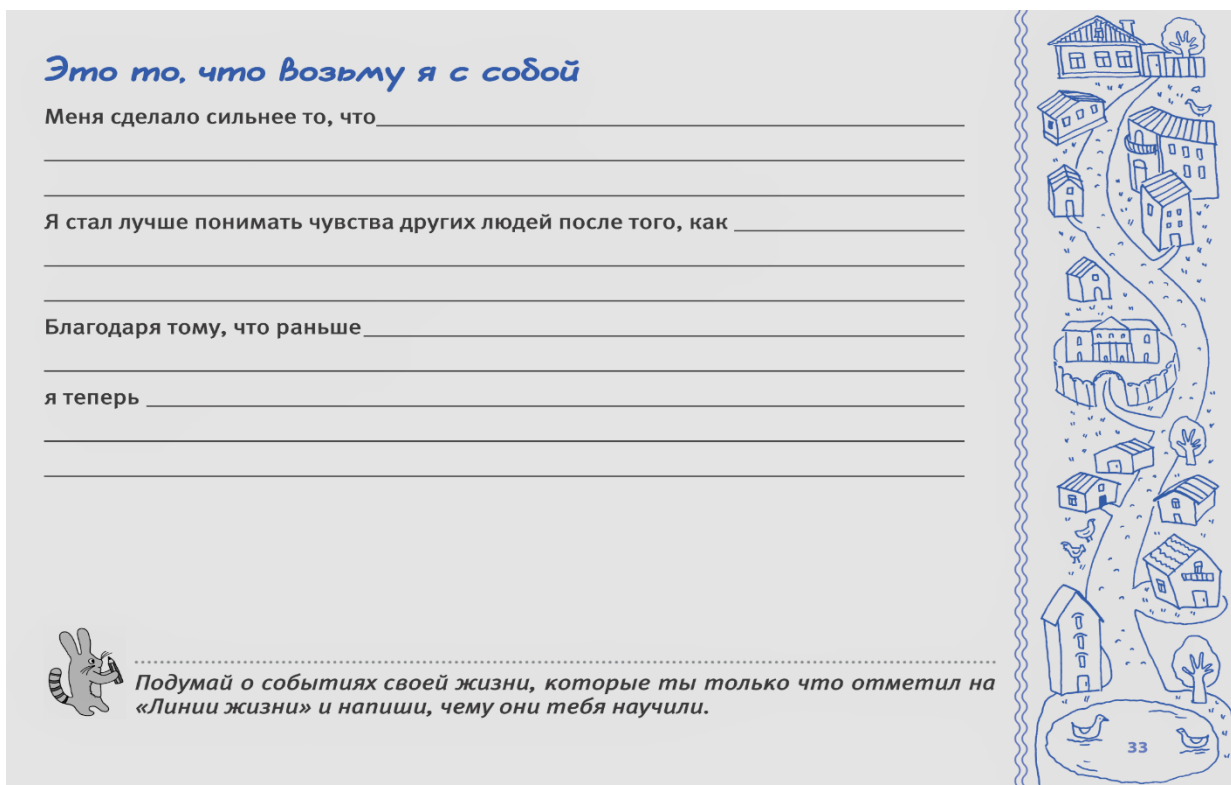 Это то, что возьму я с собой
Меня сделало сильнее то, что
Я стал лучше понимать чувства других людей после того, как
Благодаря тому, что раньше
я теперь
Подумай о событиях своей жизни, которые ты только что отметил на
«Линии жизни» и напиши, чему они тебя научили.
33